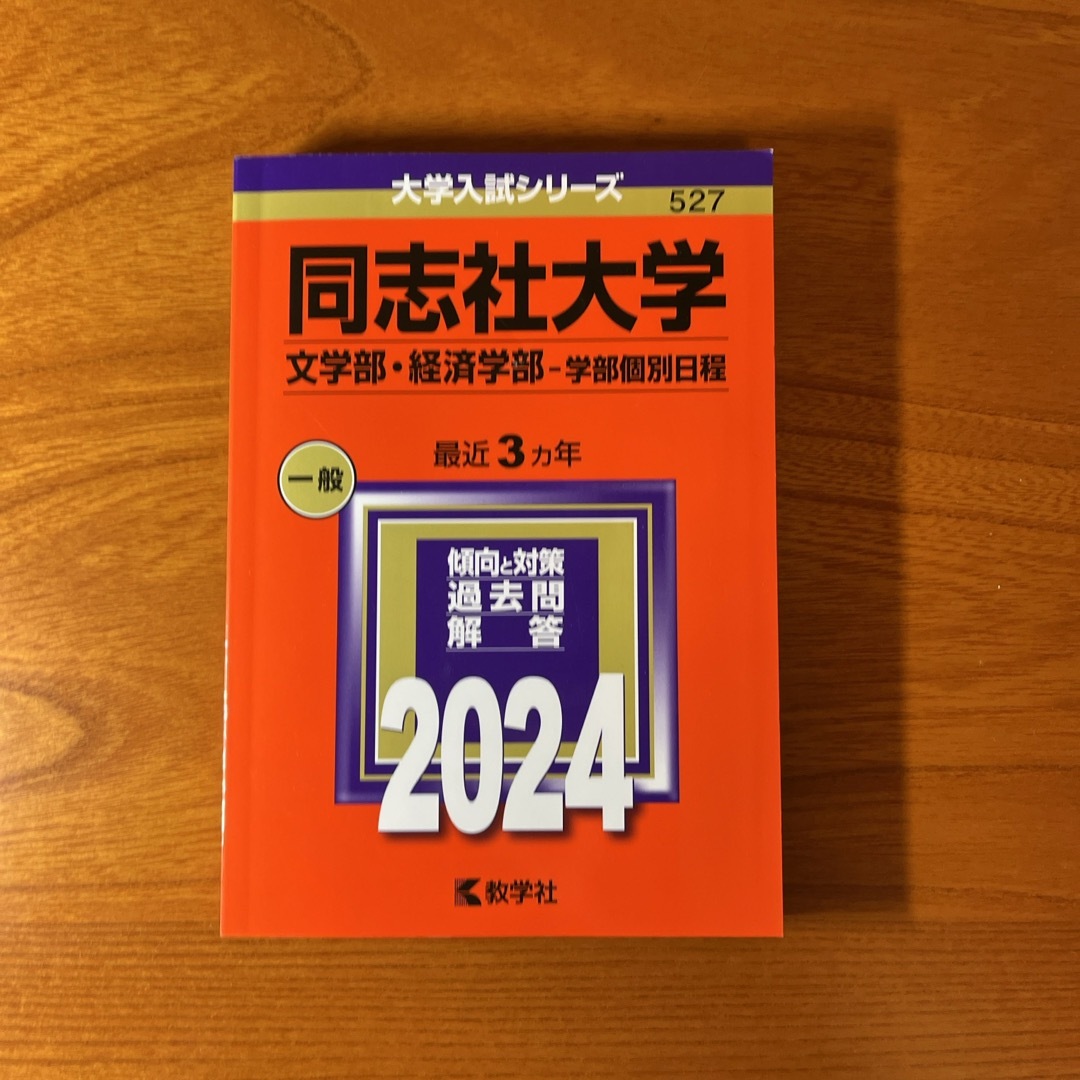 大学入試シリーズ
527
同志社大学
文学部・経済学部-学部個別日程
最近3ヵ年
一般
傾向と対策
過去問
解答
2024
教学社